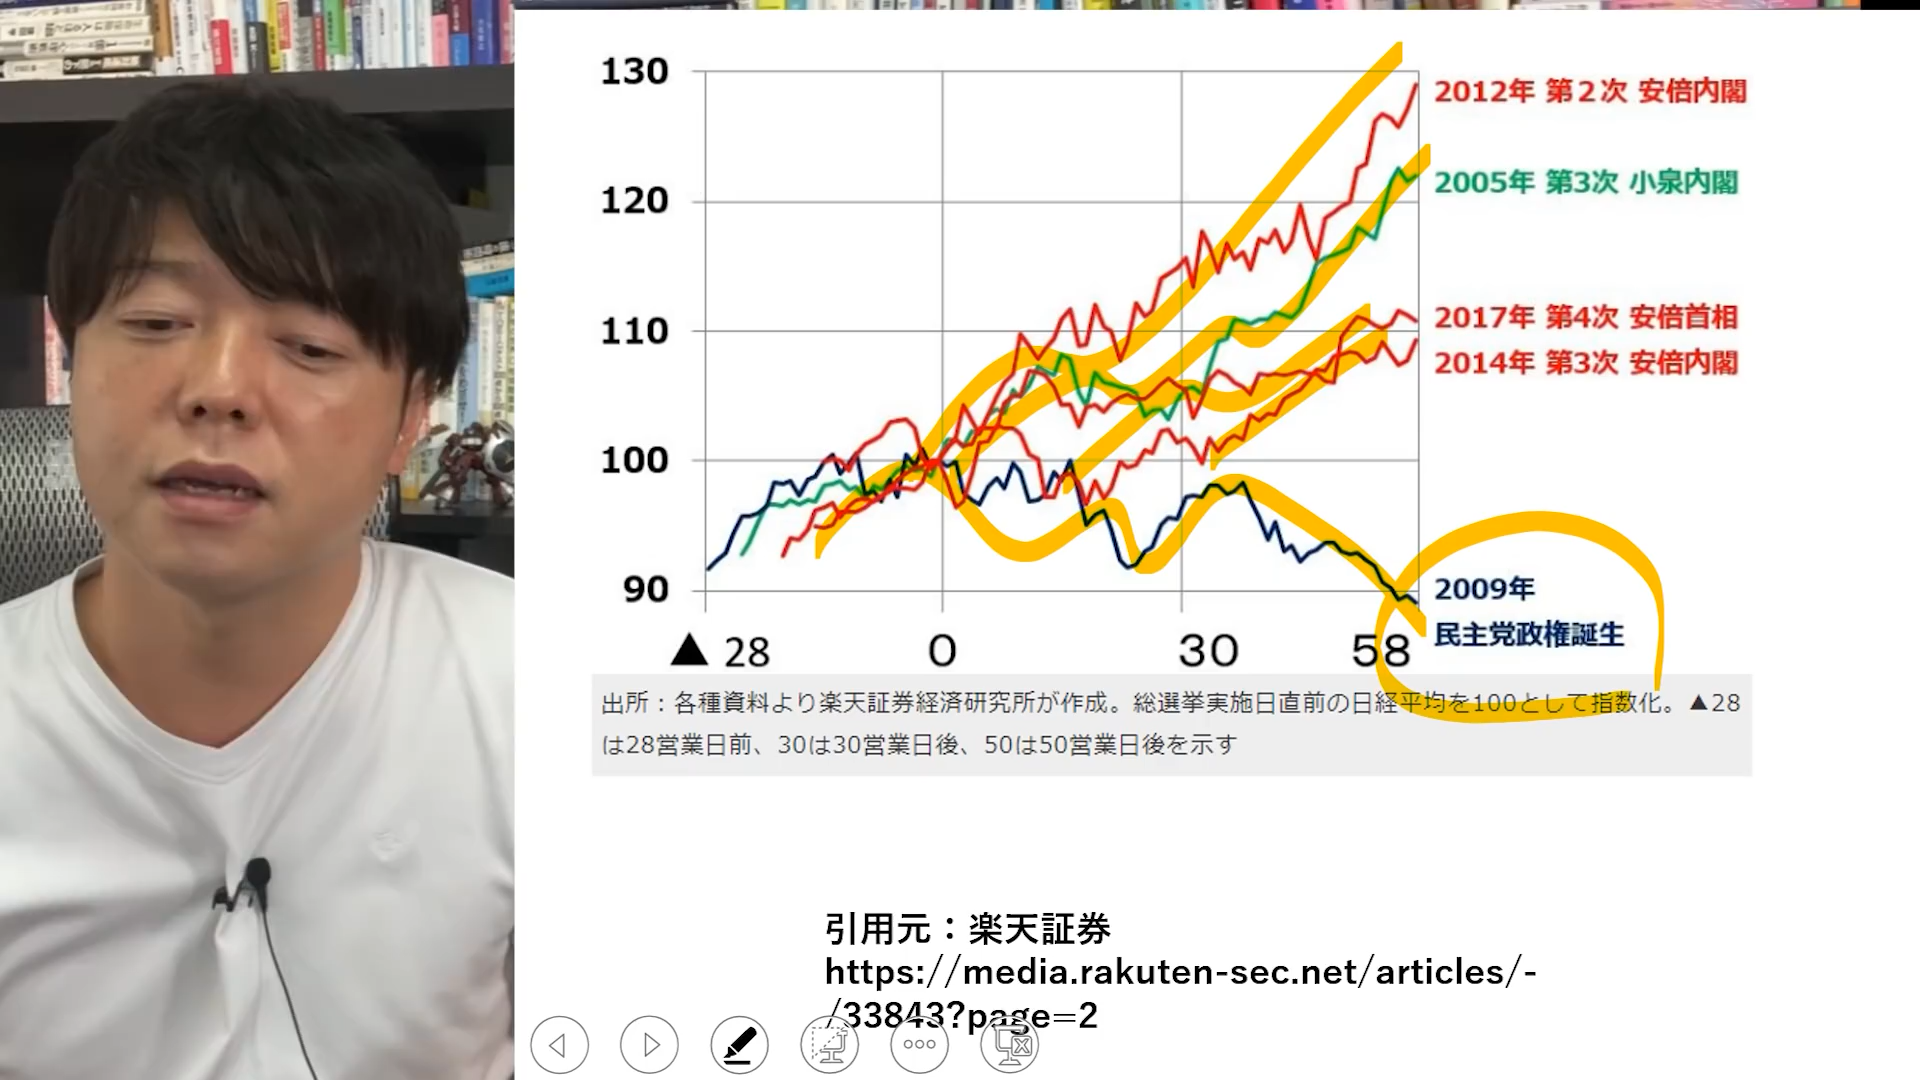 130
2012年 第２次 安倍内閣
120
2005年 第3次 小泉内閣
110
2017年 第4次 安倍首相
2014年 第3次 安倍内閣
100
90
2009年
民主党政権誕生
▲ 28 0 30 58
出所：各種資料より楽天証券経済研究所が作成。総選挙実施日直前の日経平均を100として指数化。▲28
は28営業日前、30は30営業日後、50は50営業日後を示す
引用元：楽天証券
https://media.rakuten-sec.net/articles/-
/33843?page=2